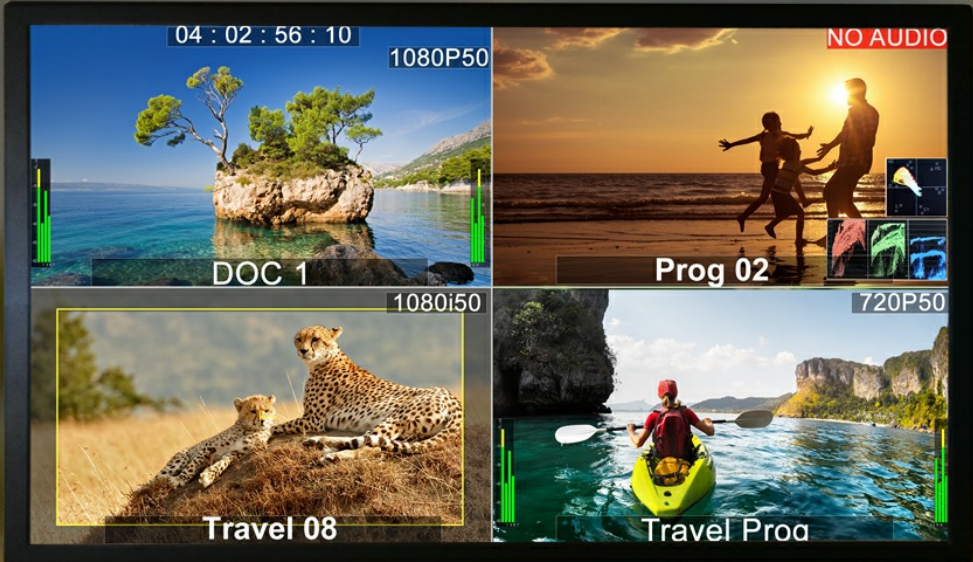 04 : 02 : 56 : 10
1080P50
DOC 1
NO AUDIO
Prog 02
1080i50
Travel 08
720P50
Travel Prog